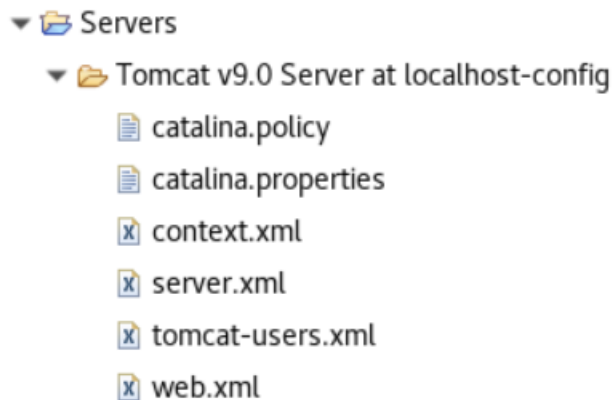 Servers
Tomcat v9.0 Server at localhost-config
catalina.policy
catalina.properties
context.xml
server.xml
tomcat-users.xml
web.xml